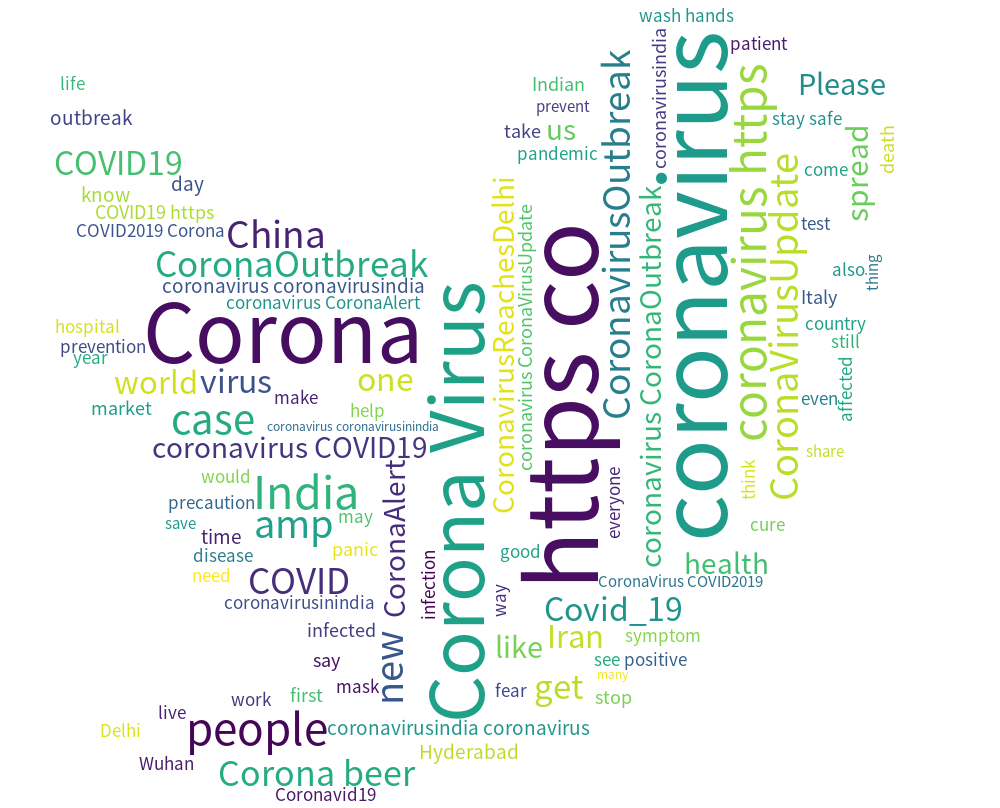 wash hands
patient
life
Indian
Please
prevent
outbreak
stay safe
take
us
pandemic
COVID19
day
come
know
COVID19 https
COVID2019 Corona
China
test
CoronaOutbreak
also
coronavirus coronavirusindia
coronavirus CoronaAlert
Italy
hospital
Corona
country
prevention
still
year
world
virus
one
make
even
market
help
case
coronavirus coronavirusinindia
coronavirus COVID19
share
would
India
precaution
may
save
amp
cure
time
disease
panic
good
need
COVID
health
CoronaVirus COVID2019
coronavirusinindia
Covid_19
infected
like
Iran
symptom
say
see
positive
many
mask
fear
get
stop
work
first
live
people
coronavirusindia coronavirus
Delhi
Hyderabad
Wuhan
Corona beer
Coronavid19
new
CoronaAlert
infection
Corona Virus
way
CoronavirusReachesDelhi
coronavirus CoronaVirusUpdate
https co
everyone
CoronavirusOutbreak
coronavirus CoronaOutbreak
coronavirusindia
coronavirus
coronavirus https
think
CoronaVirusUpdate
affected
spread
thing
death